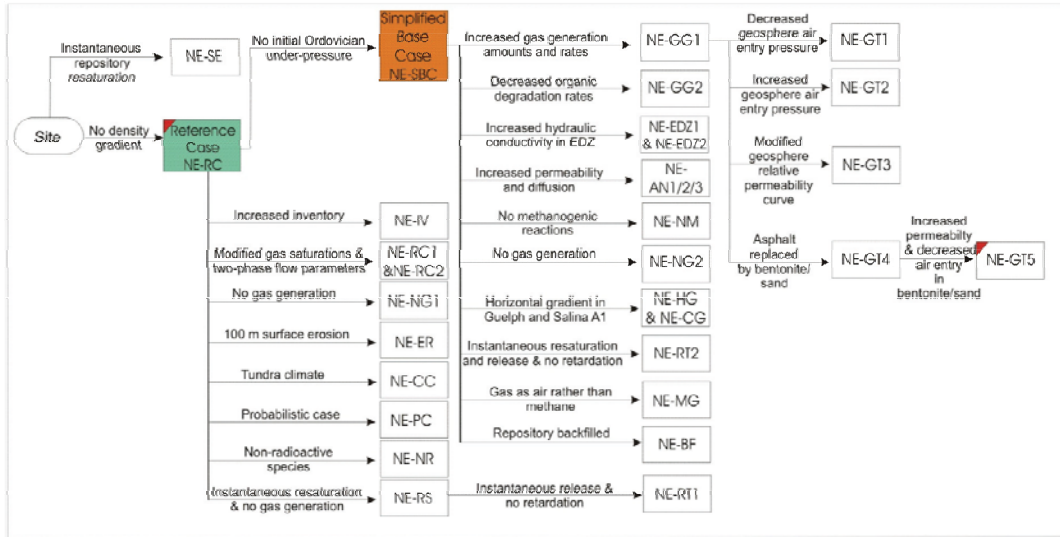 Instantaneous
repository
resaturation
NE-SE
Site
No density
gradient
Reference
Case
NE-RC
No initial Ordovician
under-pressure
Simplified
Base
Case
NE-SBC
Increased inventory
NE-IV
Modified gas saturations &
two-phase flow parameters
NE-RC1
&NE-RC2
No gas generation
NE-NG1
100 m surface erosion
NE-ER
Tundra climate
NE-CC
Probabilistic case
NE-PC
Non-radioactive
species
NE-NR
Instantaneous resaturation
& no gas generation
NE-RS
Instantaneous release &
no retardation
NE-RT1
Increased gas generation
amounts and rates
NE-GG1
Decreased organic
degradation rates
NE-GG2
Increased hydraulic
conductivity in EDZ
NE-EDZ1
& NE-EDZ2
Increased permeability
and diffusion
NE-
AN1/2/3
No methanogenic
reactions
NE-NM
No gas generation
NE-NG2
Horizontal gradient in
Guelph and Salina A1
NE-HG
& NE-CG
Instantaneous resaturation
and release & no retardation
NE-RT2
Gas as air rather than
methane
NE-MG
Repository backfilled
NE-BF
Decreased
geosphere air
entry pressure
NE-GT1
Increased
geosphere air
entry pressure
NE-GT2
Modified
geosphere
relative
permeability
curve
NE-GT3
Asphalt
replaced
by bentonite/
sand
NE-GT4
Increased
permeabilty
& decreased
air entry
in
bentonite/sand
NE-GT5